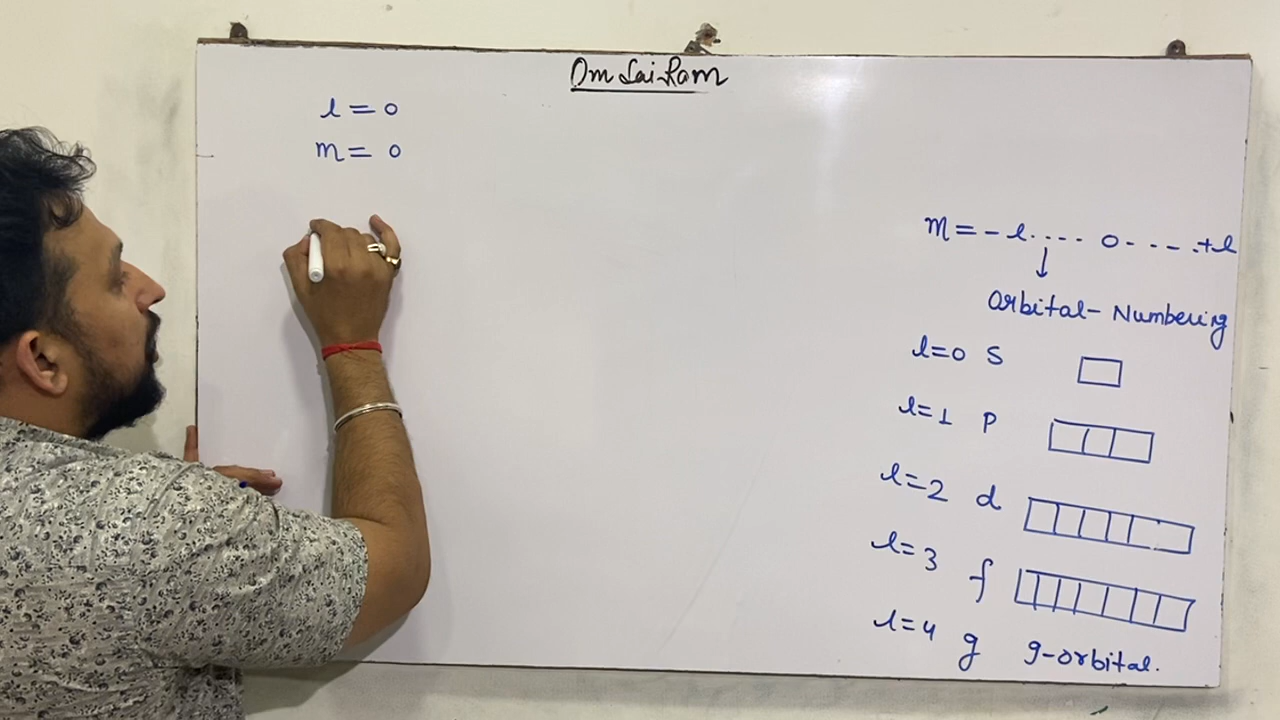 Om Sai Ram
l = 0
m = 0
m = - l .... 0 - - - . +l
↓
Orbital - Numbering
l=0 S
l=1 P
l=2 d
l=3 f
l=4 g g-orbital.